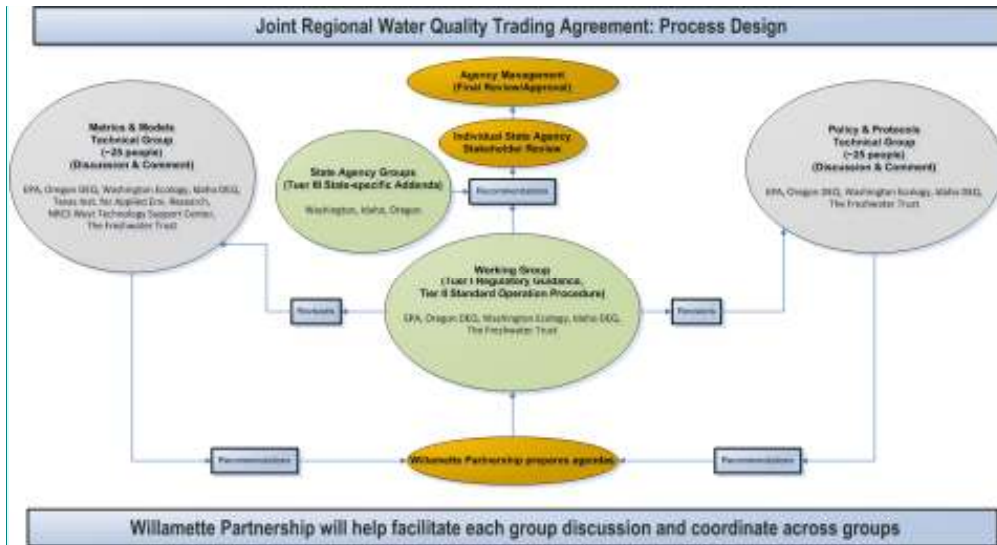 Joint Regional Water Quality Trading Agreement: Process Design
Agency Management
(Final Review/Approval)
Individual State Agency
Stakeholder Review
Metrics & Models
Technical Group
(~25 people)
(Discussion & Comment)
EPA, Oregon DEQ, Washington Ecology, Idaho DEQ,
Texas Inst. for Applied Env. Research,
NRCS West Technology Support Center,
The Freshwater Trust
State Agency Groups
(Tuer III State-specific Addenda)
Washington, Idaho, Oregon
Recommendations
Policy & Protocols
Technical Group
(~25 people)
(Discussion & Comment)
EPA, Oregon DEQ, Washington Ecology, Idaho DEQ,
The Freshwater Trust
Working Group
(Tuer I Regulatory Guidance,
Tier II Standard Operation Procedure)
EPA, Oregon DEQ, Washington Ecology, Idaho DEQ,
The Freshwater Trust
Revisions
Revisions
Recommendations
Willamette Partnership prepares agendas
Recommendations
Willamette Partnership will help facilitate each group discussion and coordinate across groups